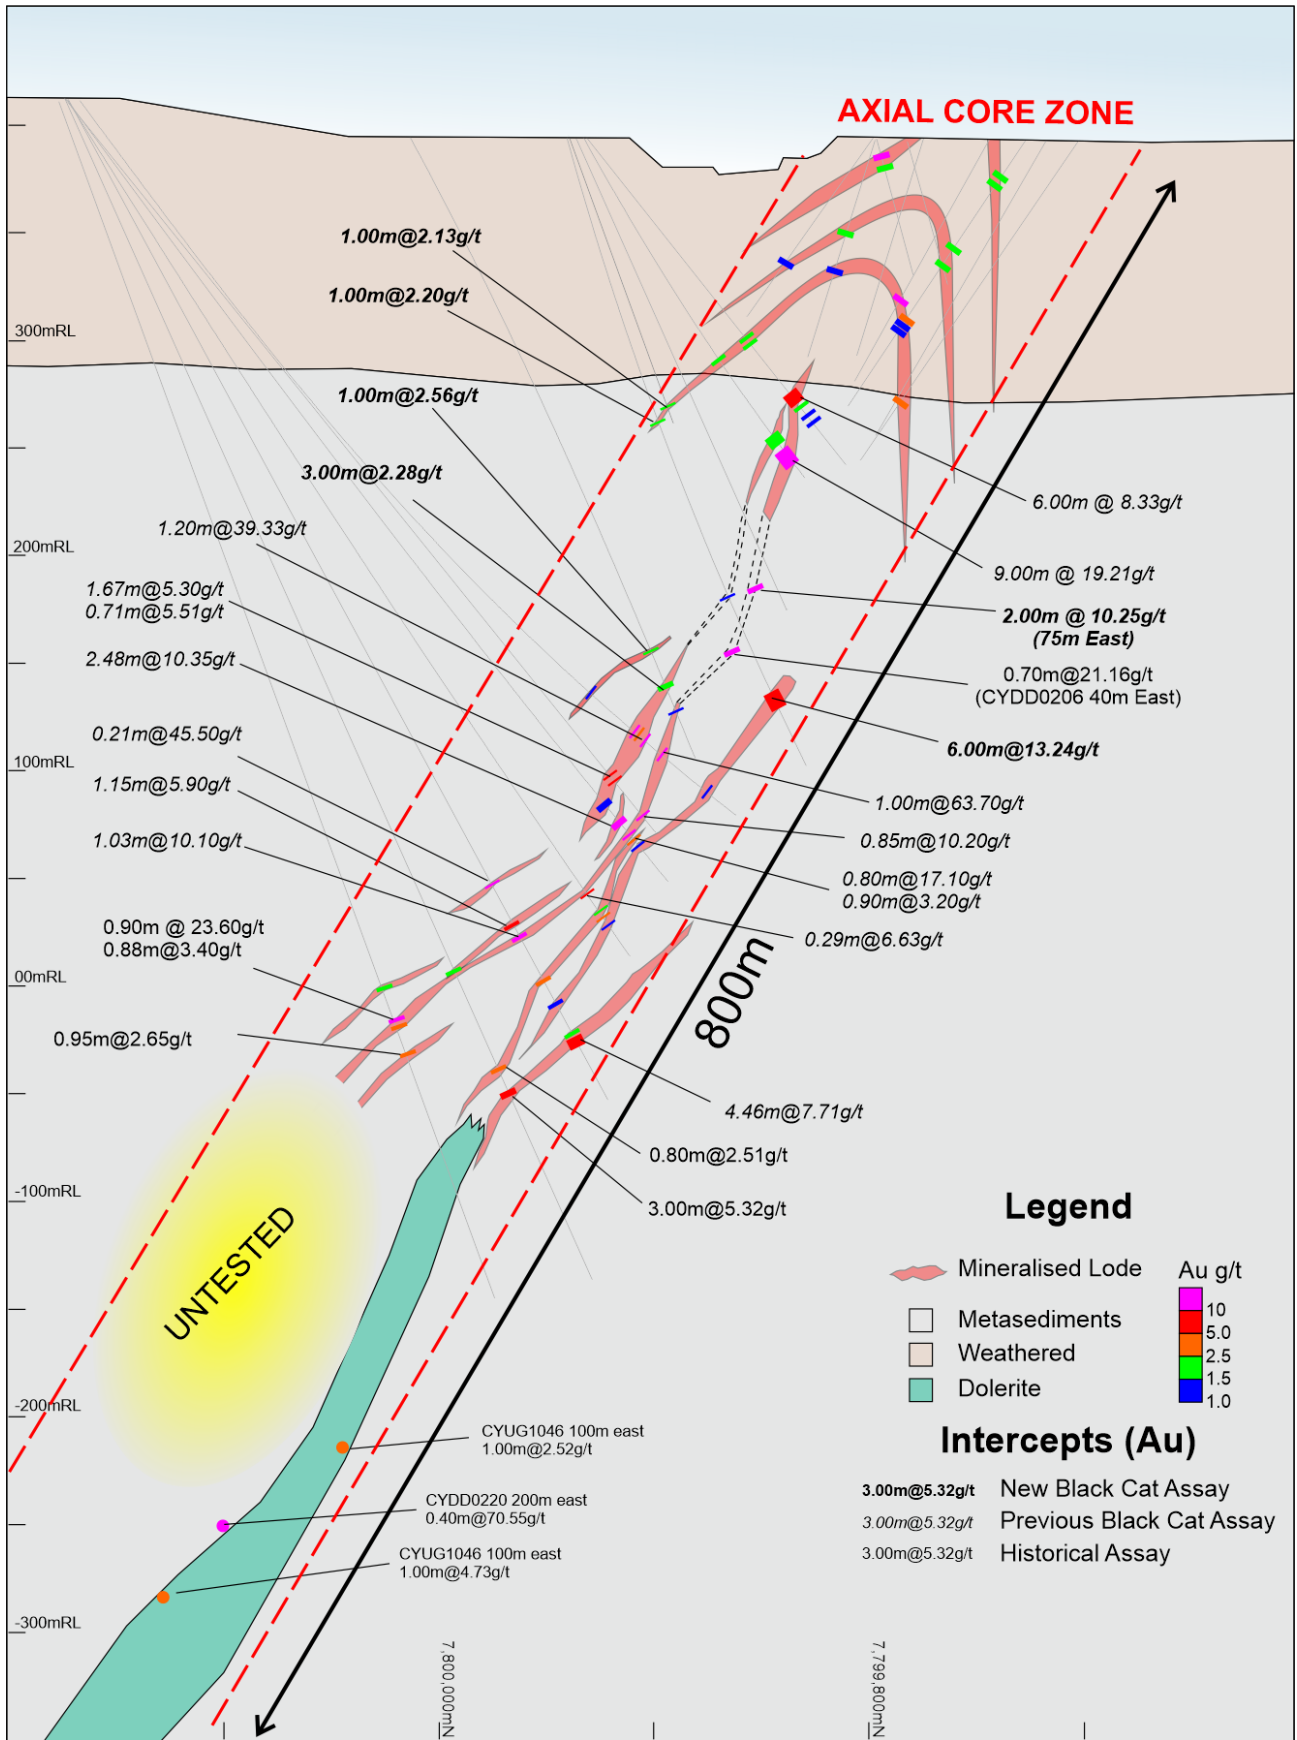 AXIAL CORE ZONE
1.00m@2.13g/t
1.00m@2.20g/t
300mRL
1.00m@2.56g/t
3.00m@2.28g/t
6.00m @ 8.33g/t
1.20m@39.33g/t
200mRL
9.00m @ 19.21g/t
1.67m@5.30g/t
0.71m@5.51g/t
2.00m @ 10.25g/t
(75m East)
2.48m@10.35g/t
0.70m@21.16g/t
(CYDD0206 40m East)
0.21m@45.50g/t
6.00m@13.24g/t
100mRL
1.15m@5.90g/t
1.00m@63.70g/t
1.03m@10.10g/t
0.85m@10.20g/t
0.80m@17.10g/t
0.90m@3.20g/t
0.90m @ 23.60g/t
0.88m@3.40g/t
0.29m@6.63g/t
800m
00mRL
0.95m@2.65g/t
4.46m@7.71g/t
0.80m@2.51g/t
-100mRL
3.00m@5.32g/t
UNTESTED
-200mRL
CYUG1046 100m east
1.00m@2.52g/t
CYDD0220 200m east
0.40m@70.55g/t
CYUG1046 100m east
1.00m@4.73g/t
-300mRL
7,800,000mN
7,799,800mN
Legend
Mineralised Lode
Metasediments
Weathered
Dolerite
Au g/t
10
5.0
2.5
1.5
1.0
Intercepts (Au)
3.00m@5.32g/t New Black Cat Assay
3.00m@5.32g/t Previous Black Cat Assay
3.00m@5.32g/t Historical Assay